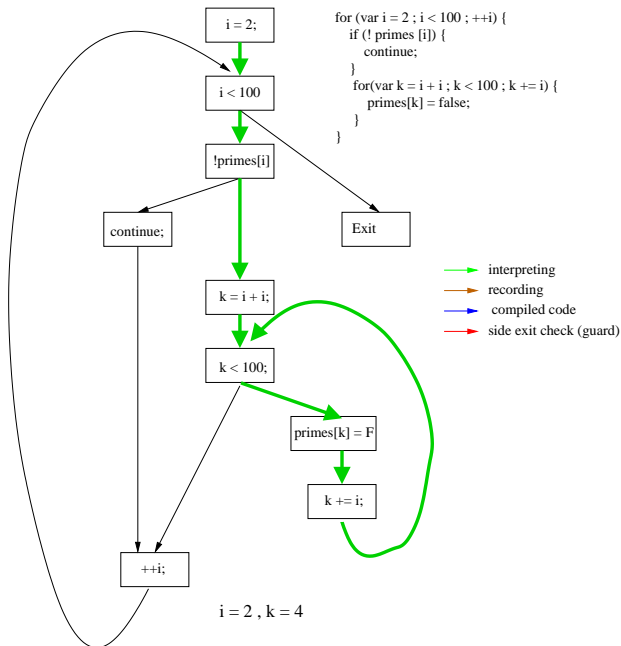 i = 2;
for (var i = 2 ; i < 100 ; ++i) {
if (! primes [i]) {
continue;
}
for(var k = i + i ; k < 100 ; k += i) {
primes[k] = false;
}
}
i < 100
!primes[i]
continue;
Exit
interpreting
recording
compiled code
side exit check (guard)
k = i + i;
k < 100;
primes[k] = F
k += i;
++i;
i = 2 , k = 4